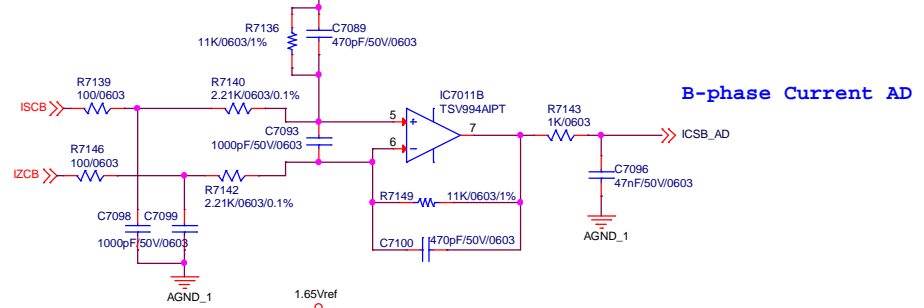 R7136
11K/0603/1%
C7089
470pF/50V/0603
R7139
100/0603
R7140
2.21K/0603/0.1%
IC7011B
TSV994AIPT
B-phase Current AD
ISCB
C7093
1000pF/50V/0603
5
+
7
R7143
1K/0603
ICSB_AD
6
-
R7146
100/0603
IZCB
R7142
2.21K/0603/0.1%
C7096
47nF/50V/0603
R7149
11K/0603/1%
C7098
C7099
1000pF/50V/0603
C7100
470pF/50V/0603
AGND_1
AGND_1
1.65Vref